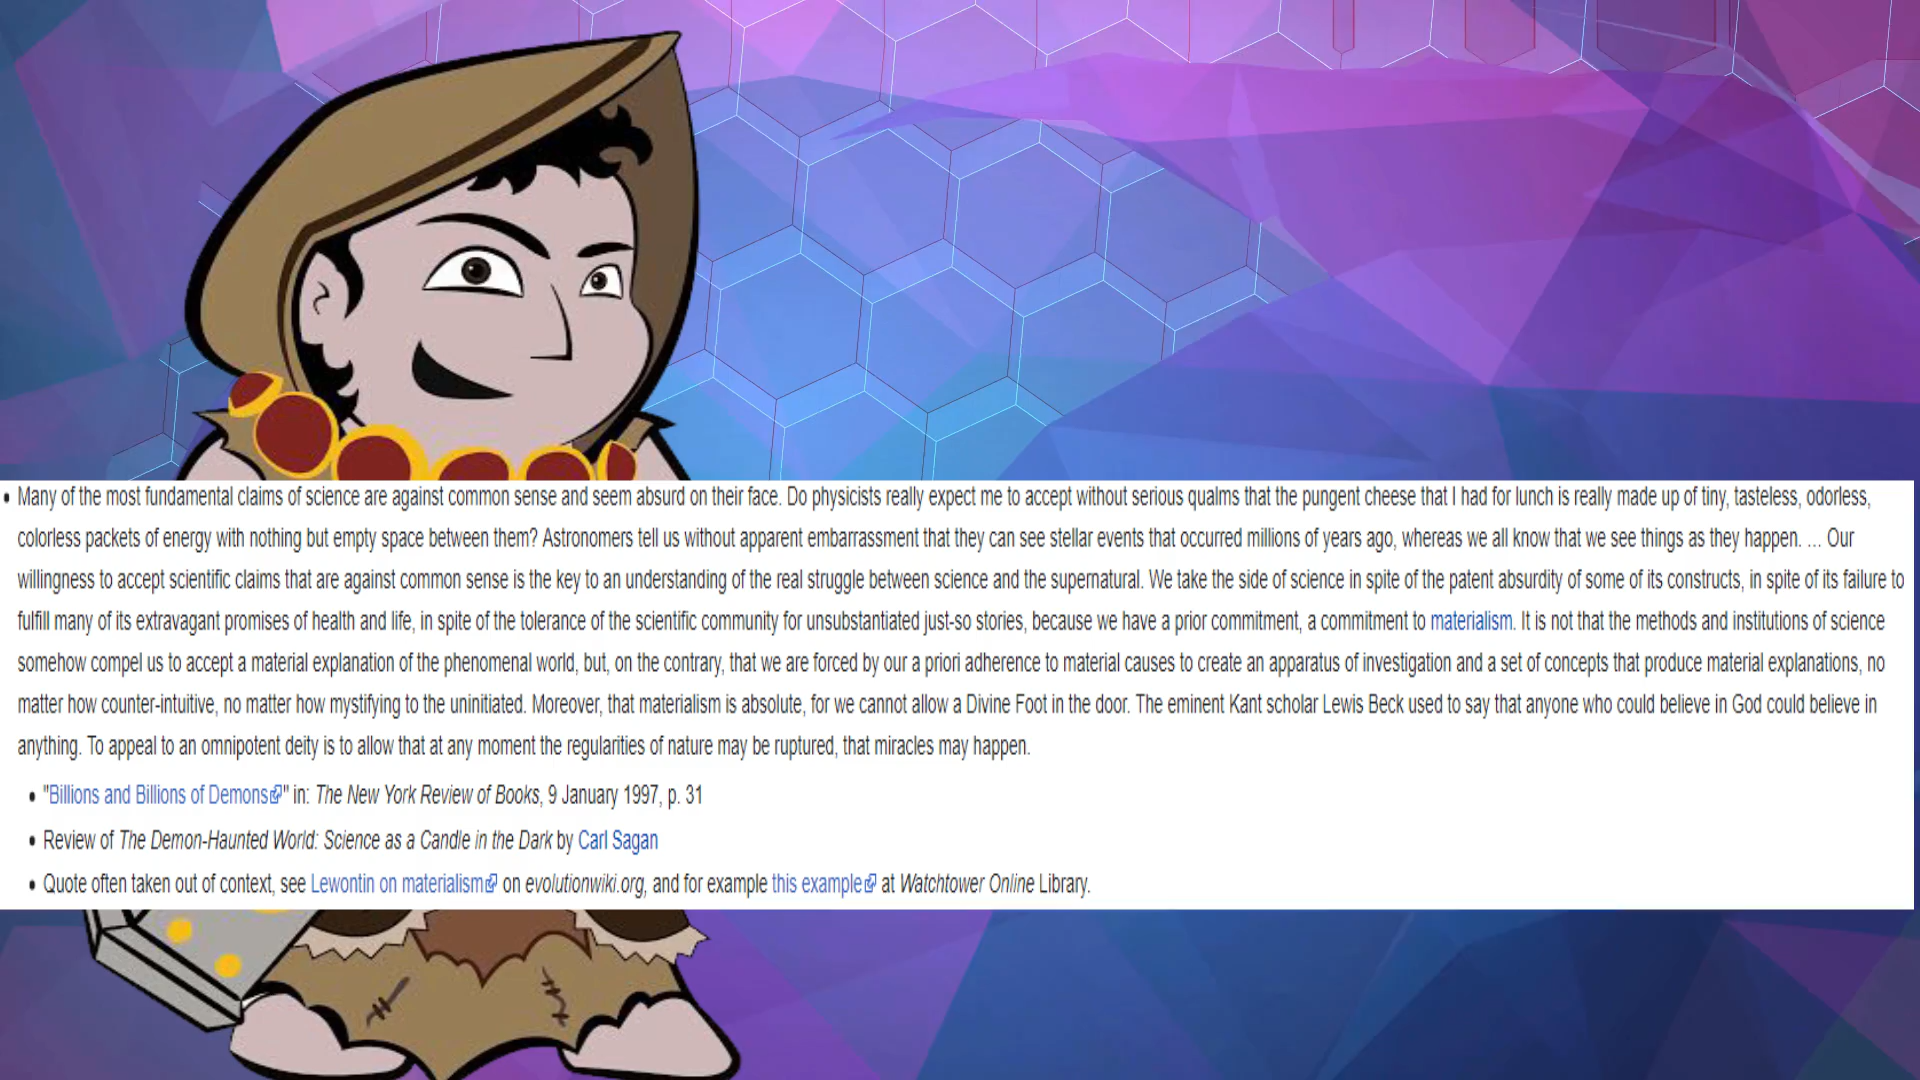 • Many of the most fundamental claims of science are against common sense and seem absurd on their face. Do physicists really expect me to accept without serious qualms that the pungent cheese that I had for lunch is really made up of tiny, tasteless, odorless,
colorless packets of energy with nothing but empty space between them? Astronomers tell us without apparent embarrassment that they can see stellar events that occurred millions of years ago, whereas we all know that we see things as they happen. ... Our
willingness to accept scientific claims that are against common sense is the key to an understanding of the real struggle between science and the supernatural. We take the side of science in spite of the patent absurdity of some of its constructs, in spite of its failure to
fulfill many of its extravagant promises of health and life, in spite of the tolerance of the scientific community for unsubstantiated just-so stories, because we have a prior commitment, a commitment to materialism. It is not that the methods and institutions of science
somehow compel us to accept a material explanation of the phenomenal world, but, on the contrary, that we are forced by our a priori adherence to material causes to create an apparatus of investigation and a set of concepts that produce material explanations, no
matter how counter-intuitive, no matter how mystifying to the uninitiated. Moreover, that materialism is absolute, for we cannot allow a Divine Foot in the door. The eminent Kant scholar Lewis Beck used to say that anyone who could believe in God could believe in
anything. To appeal to an omnipotent deity is to allow that at any moment the regularities of nature may be ruptured, that miracles may happen.
• "Billions and Billions of Demons" in: The New York Review of Books, 9 January 1997, p. 31
• Review of The Demon-Haunted World: Science as a Candle in the Dark by Carl Sagan
• Quote often taken out of context, see Lewontin on materialism on evolutionwiki.org, and for example this example at Watchtower Online Library.